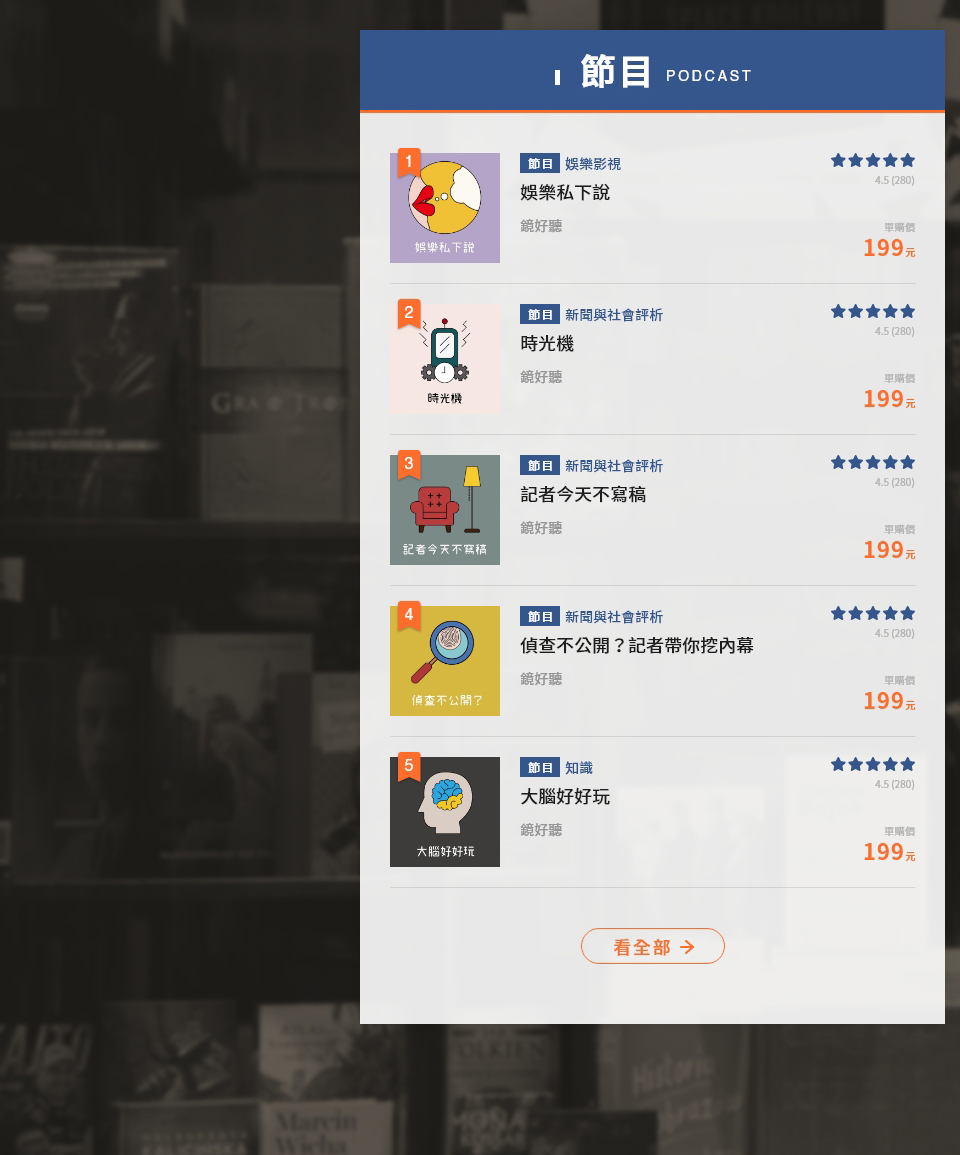 節目 PODCAST
1
娛樂私下說
節目 娛樂影視
娛樂私下說
鏡好聽
4.5 (280)
單購價
199元
2
時光機
節目 新聞與社會評析
時光機
鏡好聽
4.5 (280)
單購價
199元
3
記者今天不寫稿
節目 新聞與社會評析
記者今天不寫稿
鏡好聽
4.5 (280)
單購價
199元
4
偵查不公開?
節目 新聞與社會評析
偵查不公開？記者帶你挖內幕
鏡好聽
4.5 (280)
單購價
199元
5
大腦好好玩
節目 知識
大腦好好玩
鏡好聽
4.5 (280)
單購價
199元
看全部 →
Historic
Marcin
Wicha